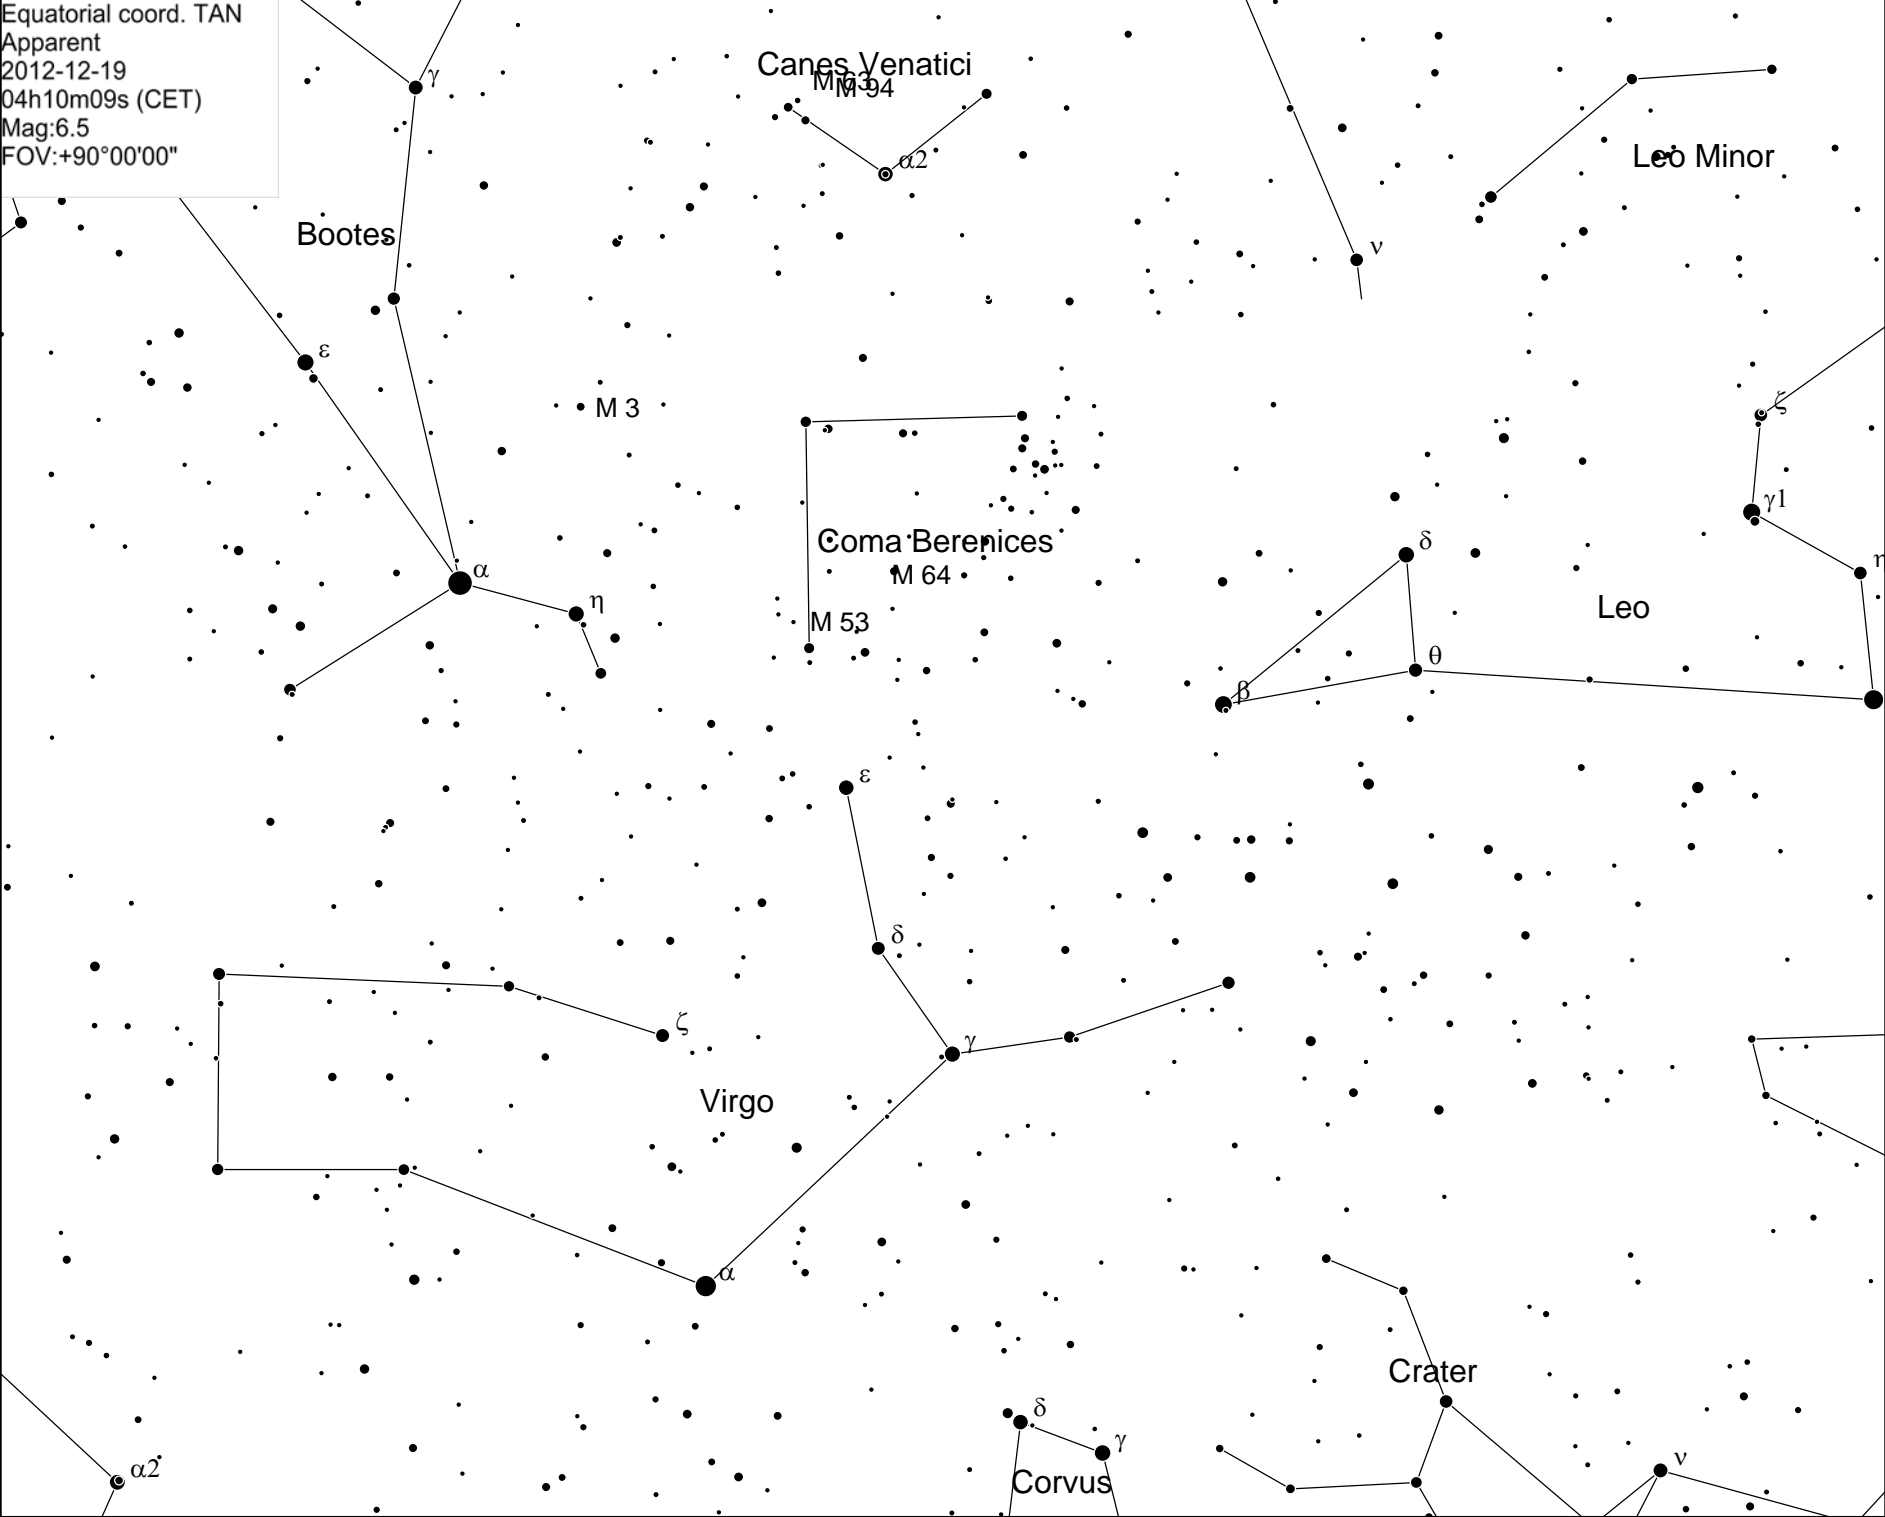 Equatorial coord. TAN
Apparent
2012-12-19
04h10m09s (CET)
Mag:6.5
FOV:+90°00'00"
γ
Canes Venatici
M 63
M 94
α2
Leo Minor
Bootes
ν
ε
M 3
ζ
γ1
Coma Berenices
δ
M 64
α
η
η
Leo
M 53
θ
β
ε
δ
ζ
γ
Virgo
α
Crater
δ
γ
α2
Corvus
ν